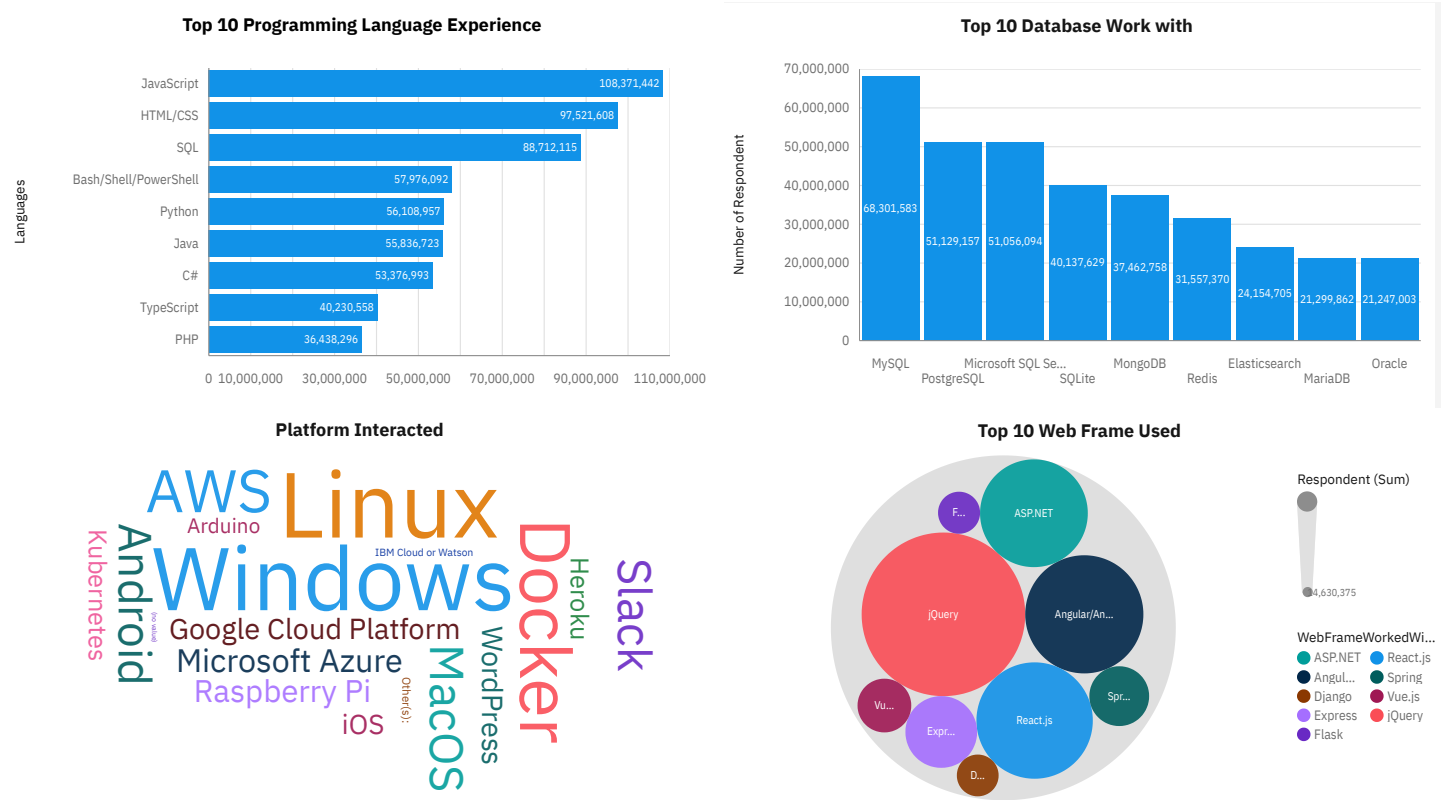 Top 10 Programming Language Experience
Languages
JavaScript 108,371,442
HTML/CSS 97,521,608
SQL 88,712,115
Bash/Shell/PowerShell 57,976,092
Python 56,108,957
Java 55,836,723
C# 53,376,993
TypeScript 40,230,558
PHP 36,438,296
0 10,000,000 30,000,000 50,000,000 70,000,000 90,000,000 110,000,000
Top 10 Database Work with
Number of Respondent
70,000,000
60,000,000
50,000,000
40,000,000
30,000,000
20,000,000
10,000,000
0
68,301,583
51,129,157
51,056,094
40,137,629
37,462,758
31,557,370
24,154,705
21,299,862
21,247,003
MySQL
PostgreSQL
Microsoft SQL Se...
SQLite
MongoDB
Redis
Elasticsearch
MariaDB
Oracle
Platform Interacted
AWS
Linux
Arduino
Kubernetes
Android
Windows
IBM Cloud or Watson
Docker
Heroku
Slack
(no value)
Google Cloud Platform
Microsoft Azure
Raspberry Pi
iOS
Other(s):
MacOS
WordPress
Top 10 Web Frame Used
F...
ASP.NET
jQuery
Angular/An...
Vu...
Expr...
React.js
Spr...
D...
Respondent (Sum)
14,630,375
WebFrameWorkedWi...
ASP.NET React.js
Angul... Spring
Django Vue.js
Express jQuery
Flask